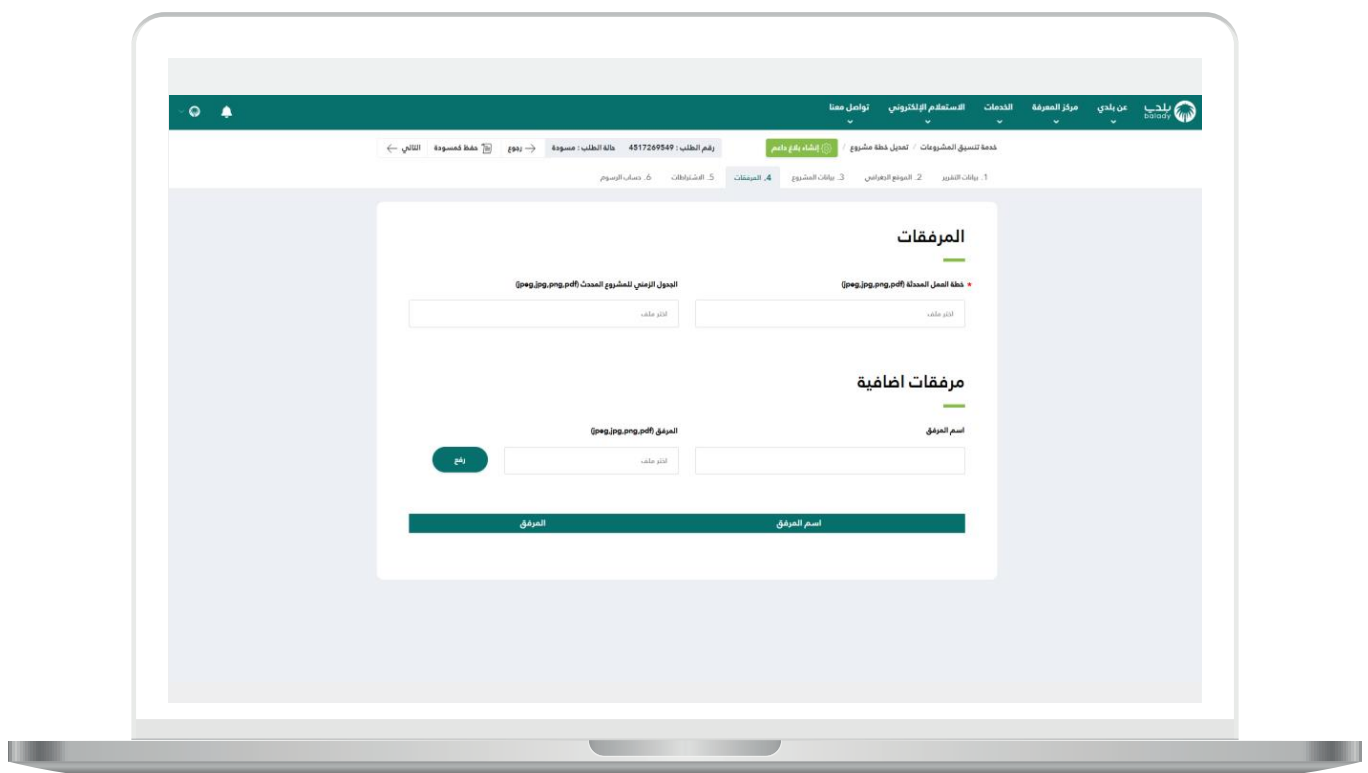 بلدي balady عن بلدي مركز المعرفة الخدمات الاستعلام الإلكتروني تواصل معنا
خدمة تنسيق المشروعات / تعديل خطة مشروع / إنشاء بلاغ داعم رقم الطلب : 4517269549 حالة الطلب : مسودة رجوع حفظ كمسودة التالي
1. بيانات التقرير 2. الموقع الجغرافي 3. بيانات المشروع 4. المرفقات 5. الاشتراطات 6. حساب الرسوم
المرفقات
* خطة العمل المحدثة (jpeg,jpg,png,pdf) الجدول الزمني للمشروع المحدث (jpeg,jpg,png,pdf)
اختر ملف اختر ملف
مرفقات اضافية
اسم المرفق المرفق (jpeg,jpg,png,pdf)
اختر ملف رفع
اسم المرفق المرفق